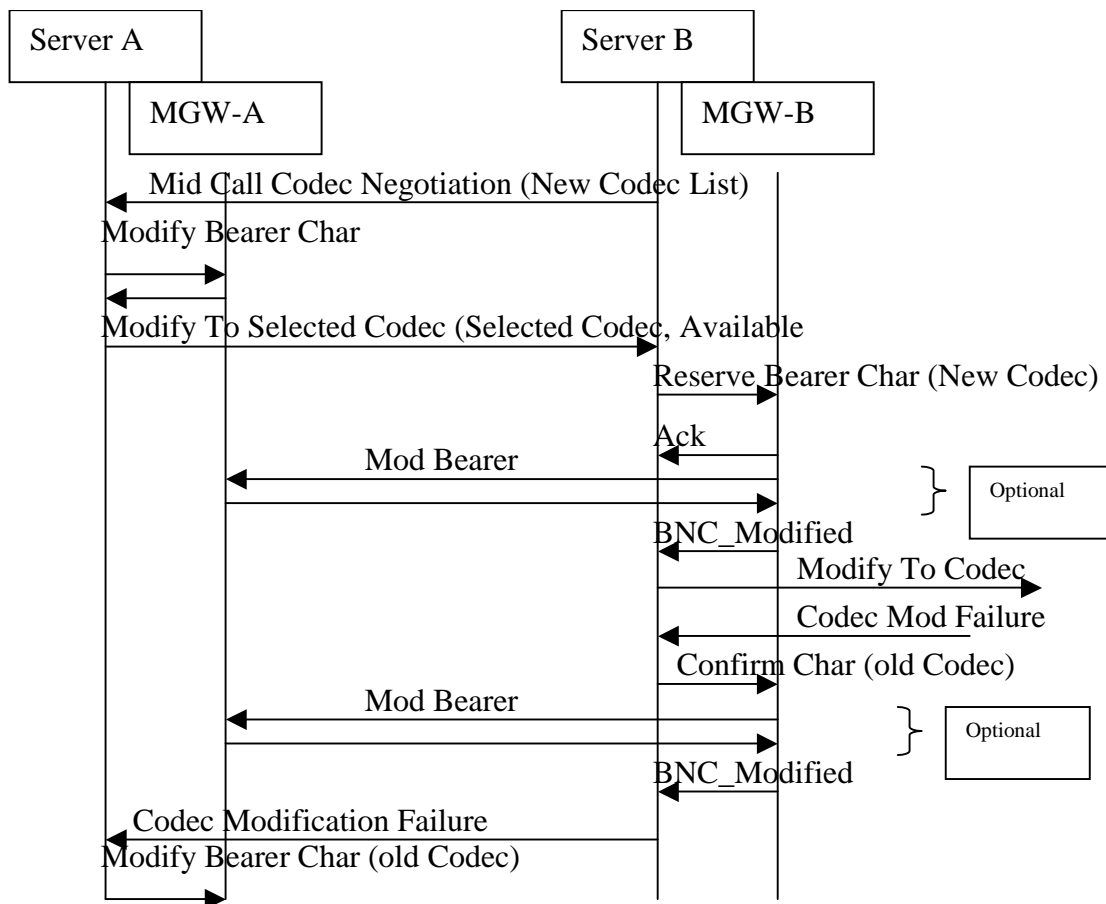 Server A
Server B
MGW-A
MGW-B
Mid Call Codec Negotiation (New Codec List)
Modify Bearer Char
Modify To Selected Codec (Selected Codec, Available
Reserve Bearer Char (New Codec)
Ack
Mod Bearer
Optional
BNC_Modified
Modify To Codec
Codec Mod Failure
Confirm Char (old Codec)
Mod Bearer
Optional
BNC_Modified
Codec Modification Failure
Modify Bearer Char (old Codec)